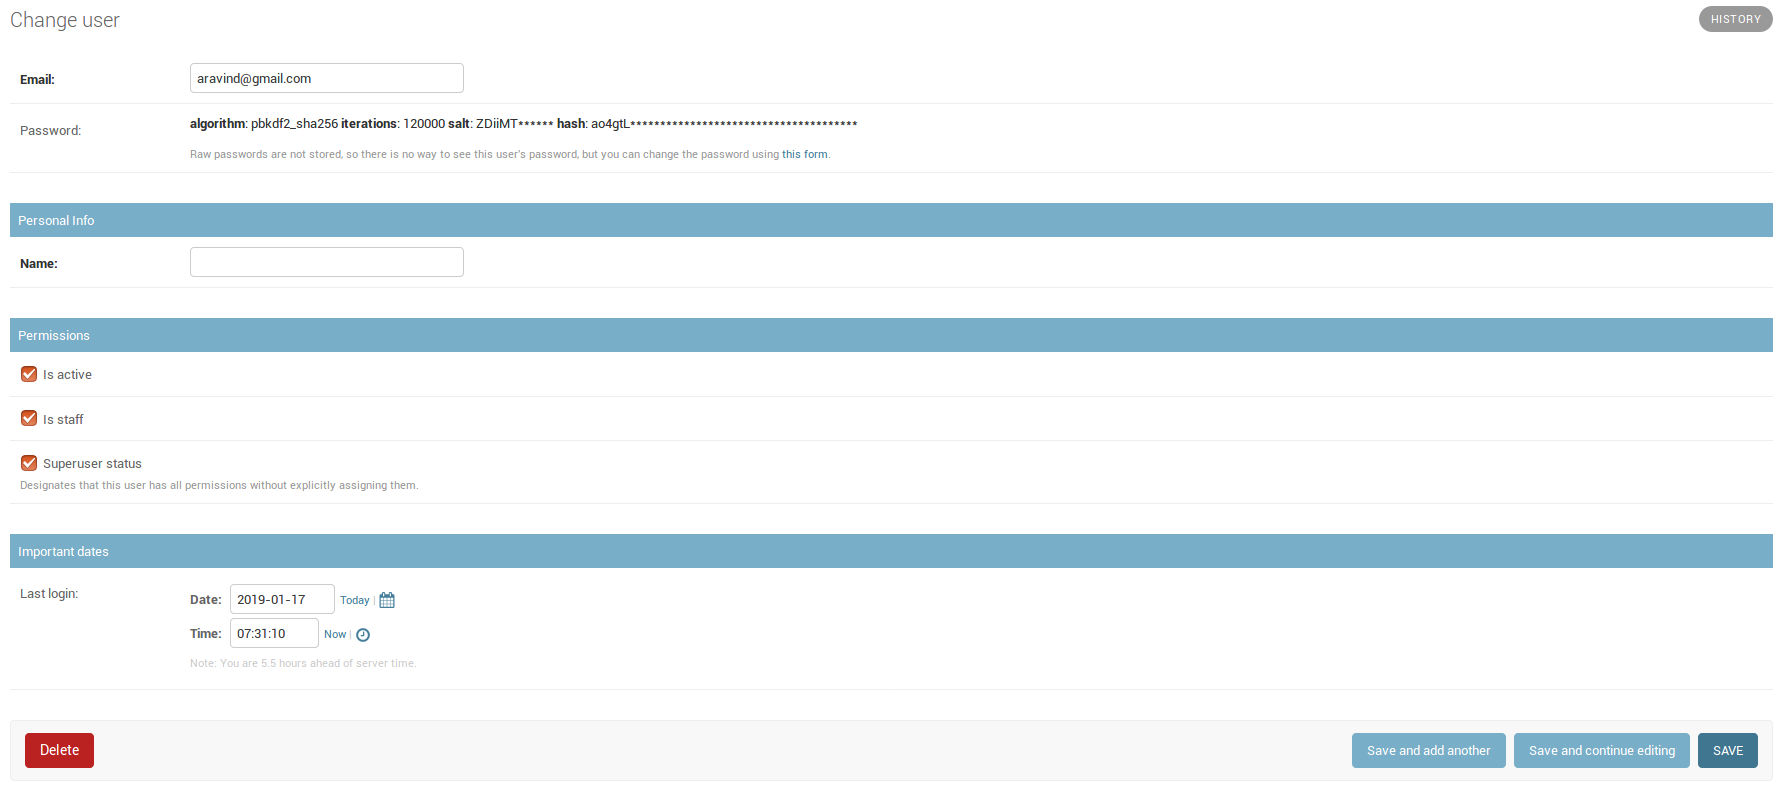 Change user
HISTORY
Email:
aravind@gmail.com
Password:
algorithm: pbkdf2_sha256 iterations: 120000 salt: ZDiiMT****** hash: ao4gtL**************************************
Raw passwords are not stored, so there is no way to see this user's password, but you can change the password using this form.
Personal Info
Name:
Permissions
Is active
Is staff
Superuser status
Designates that this user has all permissions without explicitly assigning them.
Important dates
Last login:
Date: 2019-01-17 Today |
Time: 07:31:10 Now |
Note: You are 5.5 hours ahead of server time.
Delete
Save and add another
Save and continue editing
SAVE